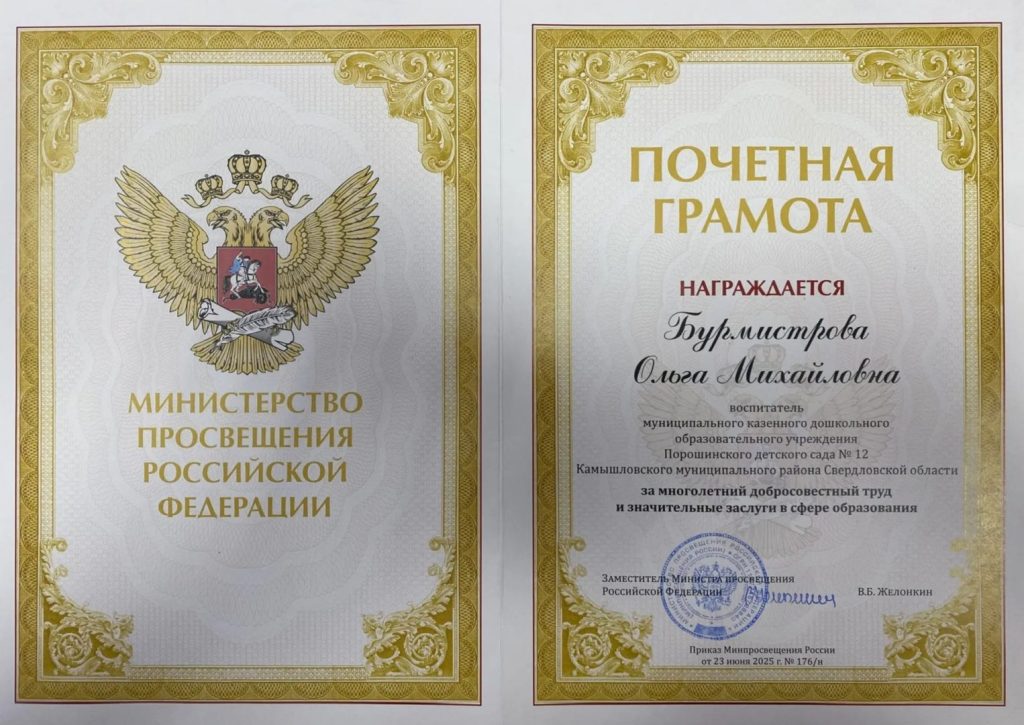 МИНИСТЕРСТВО
ПРОСВЕЩЕНИЯ
РОССИЙСКОЙ
ФЕДЕРАЦИИ
ПОЧЕТНАЯ
ГРАМОТА
НАГРАЖДАЕТСЯ
Бурмистрова
Ольга Михайловна
воспитатель
муниципального казенного дошкольного
образовательного учреждения
Порошинского детского сада № 12
Камышловского муниципального района Свердловской области
за многолетний добросовестный труд
и значительные заслуги в сфере образования
Заместитель Министра просвещения
Российской Федерации
В.Б. Желонкин
Приказ Минпросвещения России
от 23 июня 2025 г. № 176/н